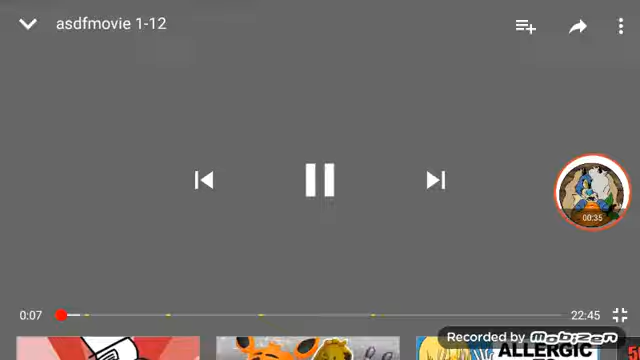 asdfmovie 1-12
00:35
0:07
22:45
Recorded by Mobizen
ALLERGIC